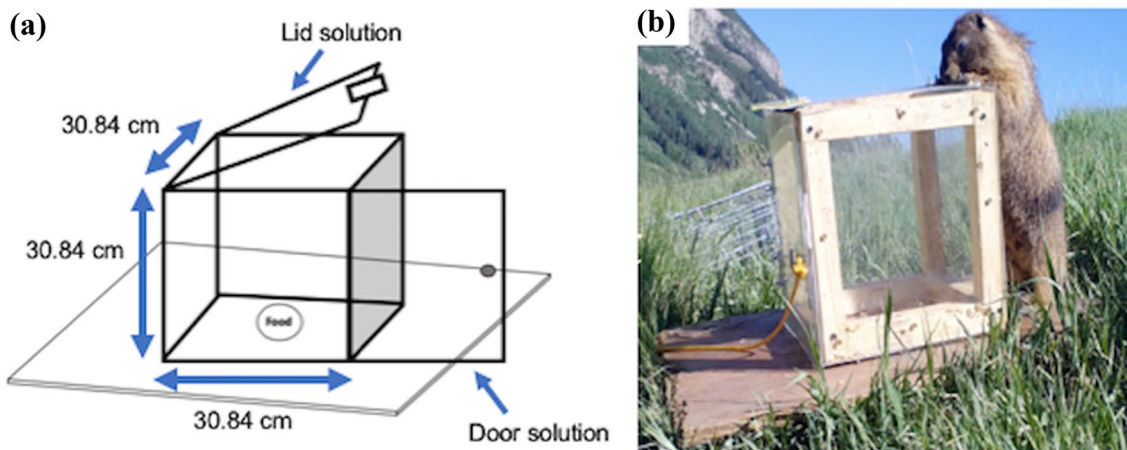 (a)
Lid solution
30.84 cm
30.84 cm
Food
30.84 cm
Door solution
(b)